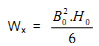 Wₓ = B₀².H₀ / 6